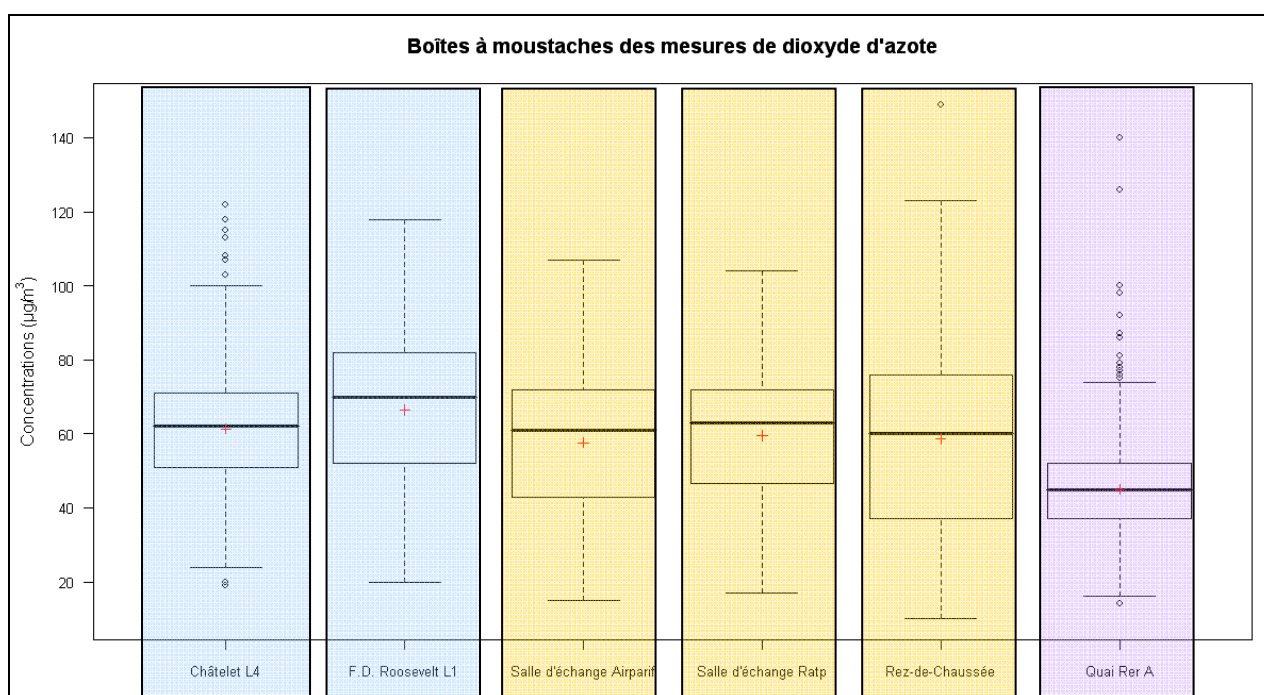 Boîtes à moustaches des mesures de dioxyde d'azote
Concentrations (µg/m³)
140
120
100
80
60
40
20
Châtelet L4
F.D. Roosevelt L1
Salle d'échange Airparif
Salle d'échange Ratp
Rez-de-Chaussée
Quai Rer A